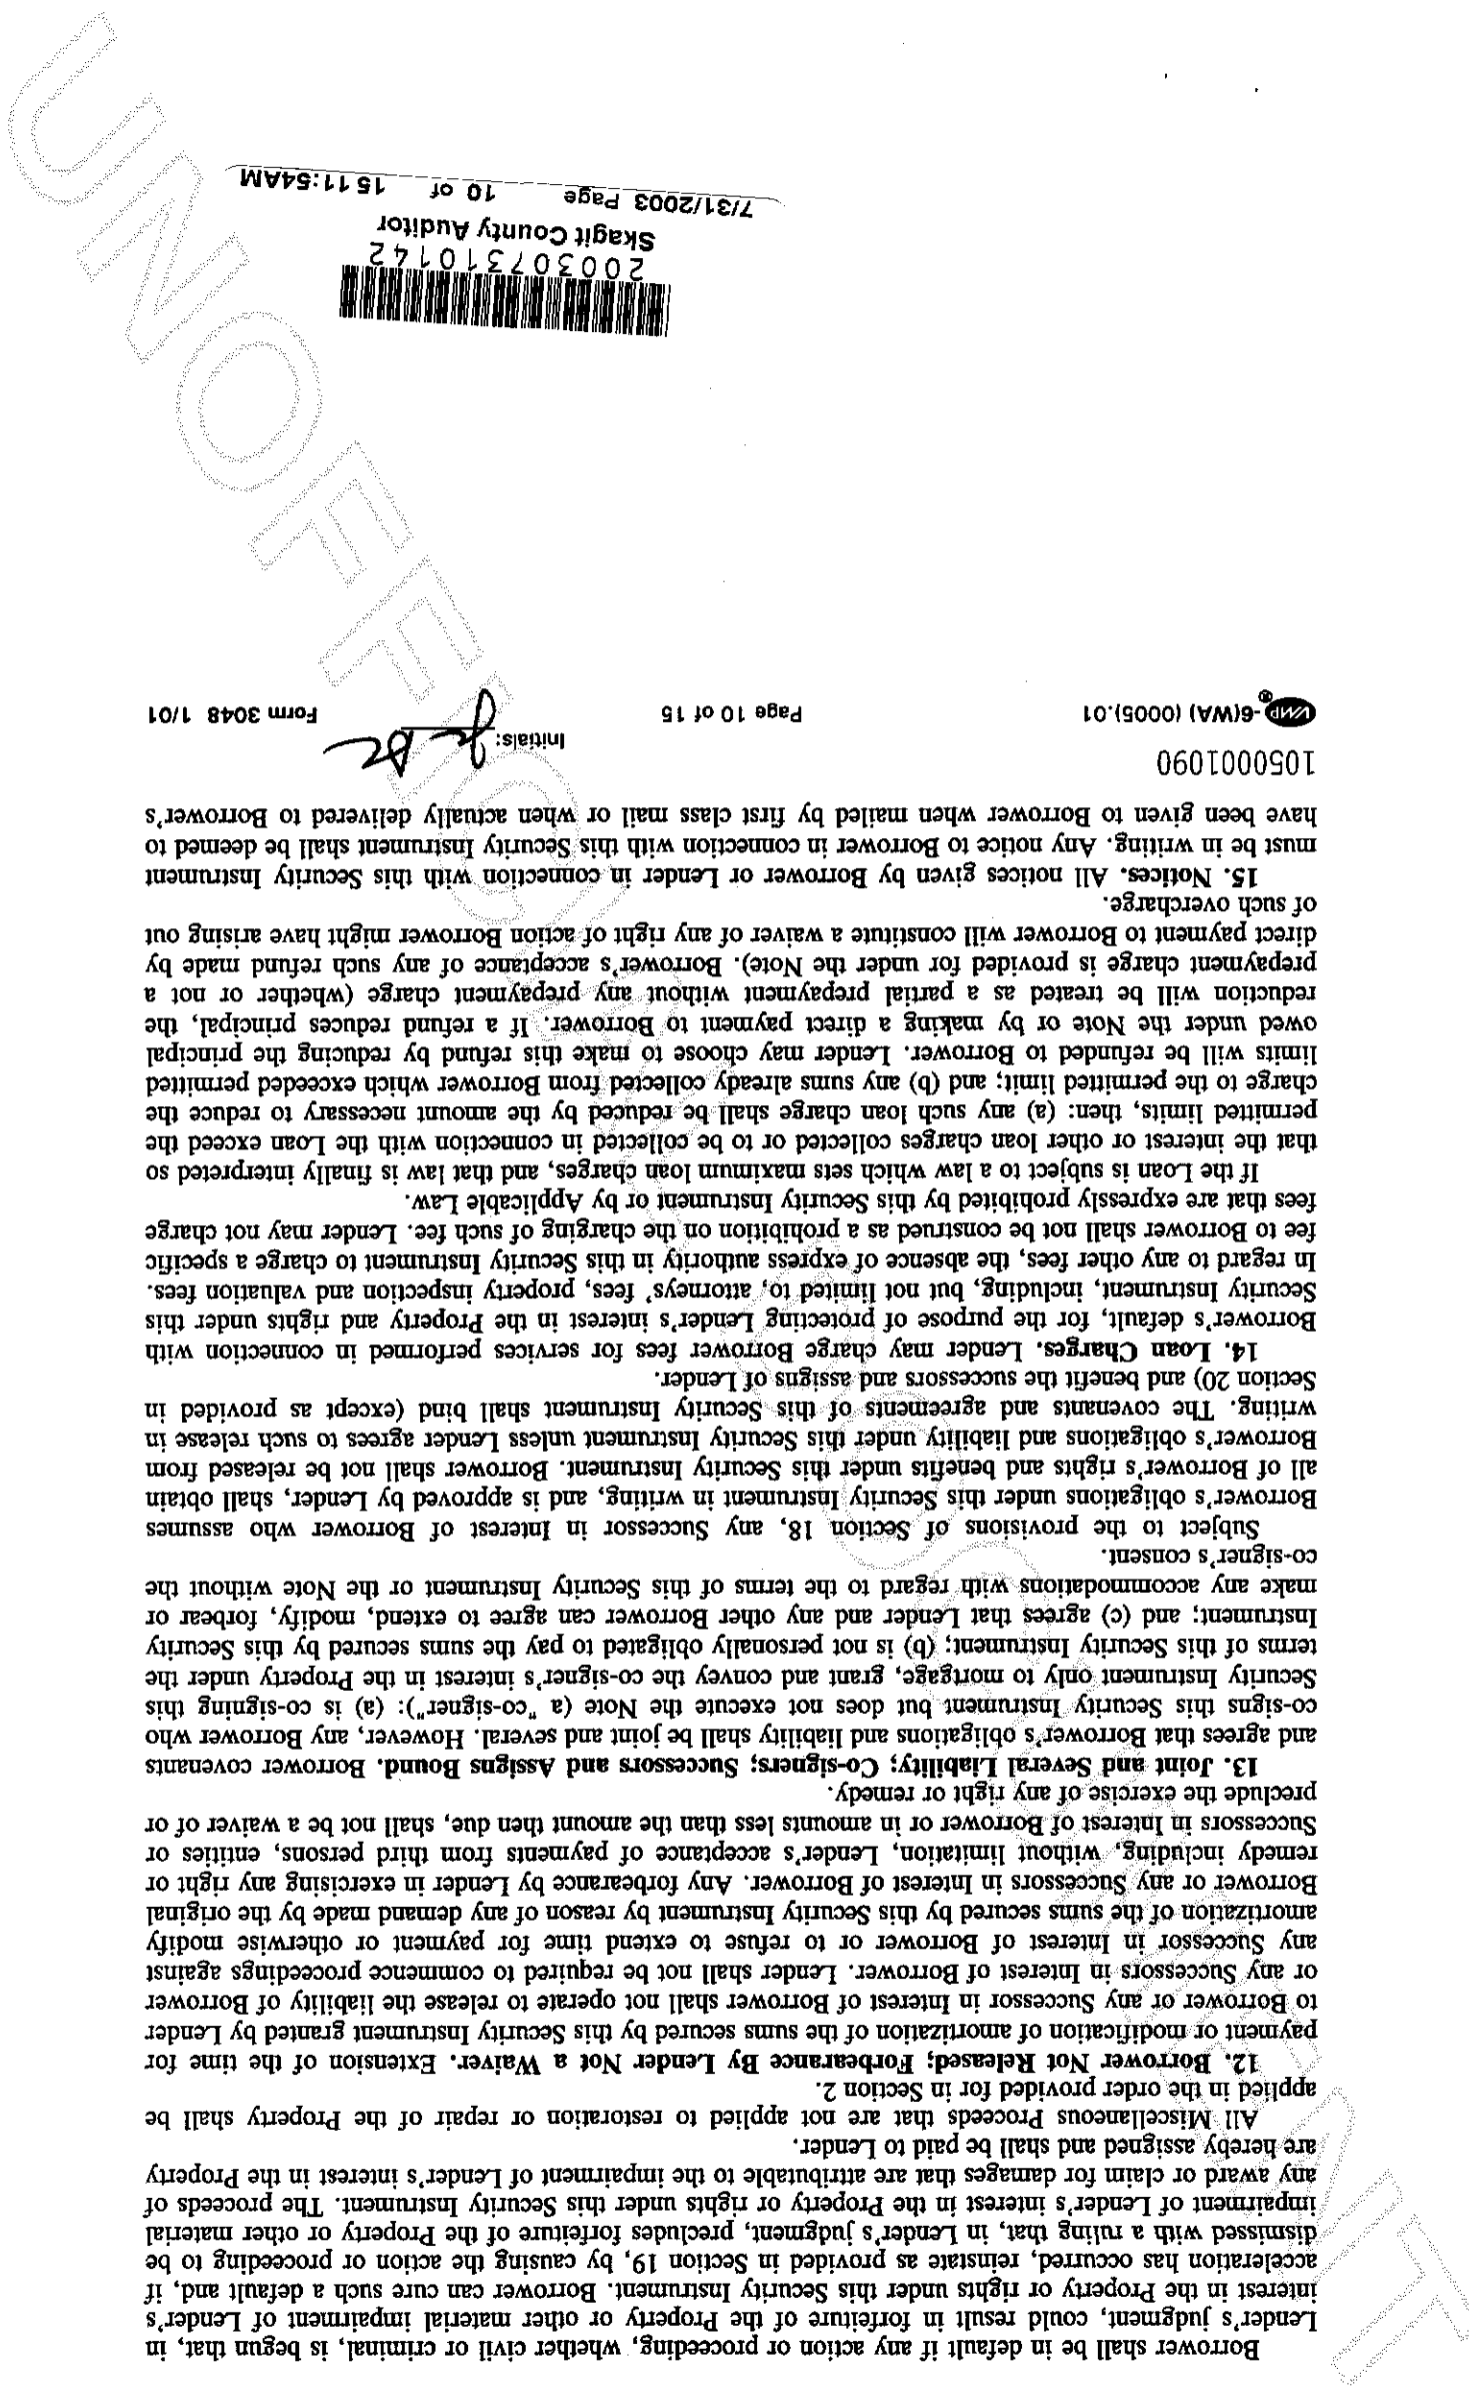 Borrower shall be in default if any action or proceeding, whether civil or criminal, is begun that, in
Lender's judgment, could result in forfeiture of the Property or other material impairment of Lender's
interest in the Property or rights under this Security Instrument. Borrower can cure such a default and, if
acceleration has occurred, reinstate as provided in Section 19, by causing the action or proceeding to be
dismissed with a ruling that, in Lender's judgment, precludes forfeiture of the Property or other material
impairment of Lender's interest in the Property or rights under this Security Instrument. The proceeds of
any award or claim for damages that are attributable to the impairment of Lender's interest in the Property
are hereby assigned and shall be paid to Lender.
All Miscellaneous Proceeds that are not applied to restoration or repair of the Property shall be
applied in the order provided for in Section 2.
12. Borrower Not Released; Forbearance By Lender Not a Waiver. Extension of the time for
payment or modification of amortization of the sums secured by this Security Instrument granted by Lender
to Borrower or any Successor in Interest of Borrower shall not operate to release the liability of Borrower
or any Successors in Interest of Borrower. Lender shall not be required to commence proceedings against
any Successor in Interest of Borrower or to refuse to extend time for payment or otherwise modify
amortization of the sums secured by this Security Instrument by reason of any demand made by the original
Borrower or any Successors in Interest of Borrower. Any forbearance by Lender in exercising any right or
remedy including, without limitation, Lender's acceptance of payments from third persons, entities or
Successors in Interest of Borrower or in amounts less than the amount then due, shall not be a waiver of or
preclude the exercise of any right or remedy.
13. Joint and Several Liability; Co-signers; Successors and Assigns Bound. Borrower covenants
and agrees that Borrower's obligations and liability shall be joint and several. However, any Borrower who
co-signs this Security Instrument but does not execute the Note (a "co-signer"): (a) is co-signing this
Security Instrument only to mortgage, grant and convey the co-signer's interest in the Property under the
terms of this Security Instrument; (b) is not personally obligated to pay the sums secured by this Security
Instrument; and (c) agrees that Lender and any other Borrower can agree to extend, modify, forbear or
make any accommodations with regard to the terms of this Security Instrument or the Note without the
co-signer's consent.
Subject to the provisions of Section 18, any Successor in Interest of Borrower who assumes
Borrower's obligations under this Security Instrument in writing, and is approved by Lender, shall obtain
all of Borrower's rights and benefits under this Security Instrument. Borrower shall not be released from
Borrower's obligations and liability under this Security Instrument unless Lender agrees to such release in
writing. The covenants and agreements of this Security Instrument shall bind (except as provided in
Section 20) and benefit the successors and assigns of Lender.
14. Loan Charges. Lender may charge Borrower fees for services performed in connection with
Borrower's default, for the purpose of protecting Lender's interest in the Property and rights under this
Security Instrument, including, but not limited to, attorneys' fees, property inspection and valuation fees.
In regard to any other fees, the absence of express authority in this Security Instrument to charge a specific
fee to Borrower shall not be construed as a prohibition on the charging of such fee. Lender may not charge
fees that are expressly prohibited by this Security Instrument or by Applicable Law.
If the Loan is subject to a law which sets maximum loan charges, and that law is finally interpreted so
that the interest or other loan charges collected or to be collected in connection with the Loan exceed the
permitted limits, then: (a) any such loan charge shall be reduced by the amount necessary to reduce the
charge to the permitted limit; and (b) any sums already collected from Borrower which exceeded permitted
limits will be refunded to Borrower. Lender may choose to make this refund by reducing the principal
owed under the Note or by making a direct payment to Borrower. If a refund reduces principal, the
reduction will be treated as a partial prepayment without any prepayment charge (whether or not a
prepayment charge is provided for under the Note). Borrower's acceptance of any such refund made by
direct payment to Borrower will constitute a waiver of any right of action Borrower might have arising out
of such overcharge.
15. Notices. All notices given by Borrower or Lender in connection with this Security Instrument
must be in writing. Any notice to Borrower in connection with this Security Instrument shall be deemed to
have been given to Borrower when mailed by first class mail or when actually delivered to Borrower's
1050001090
VMP®-6(WA) (0005).01 Page 10 of 15 Initials: Form 3048 1/01
200307310142
Skagit County Auditor
7/31/2003 Page 10 of 15 11:54AM
UNOFFICIAL DOCUMENT